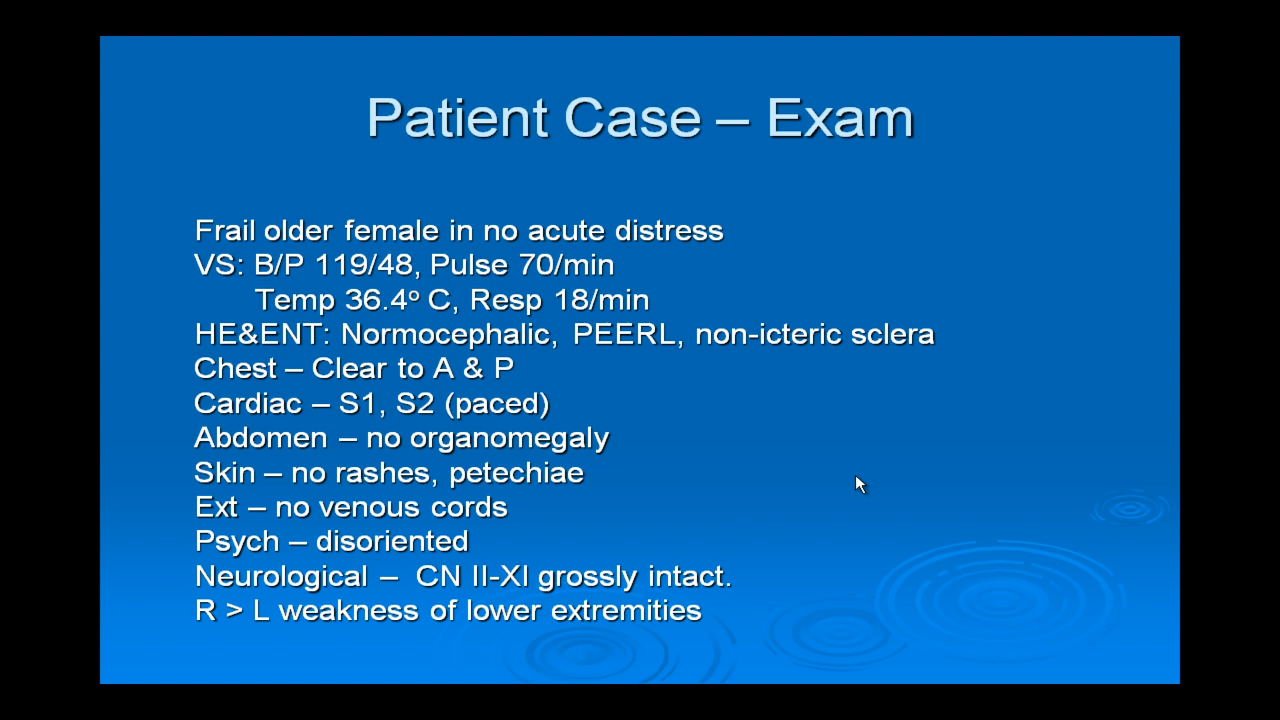 Patient Case – Exam
Frail older female in no acute distress
VS: B/P 119/48, Pulse 70/min
Temp 36.4º C, Resp 18/min
HE&ENT: Normocephalic, PEERL, non-icteric sclera
Chest – Clear to A & P
Cardiac – S1, S2 (paced)
Abdomen – no organomegaly
Skin – no rashes, petechiae
Ext – no venous cords
Psych – disoriented
Neurological – CN II-XI grossly intact.
R > L weakness of lower extremities